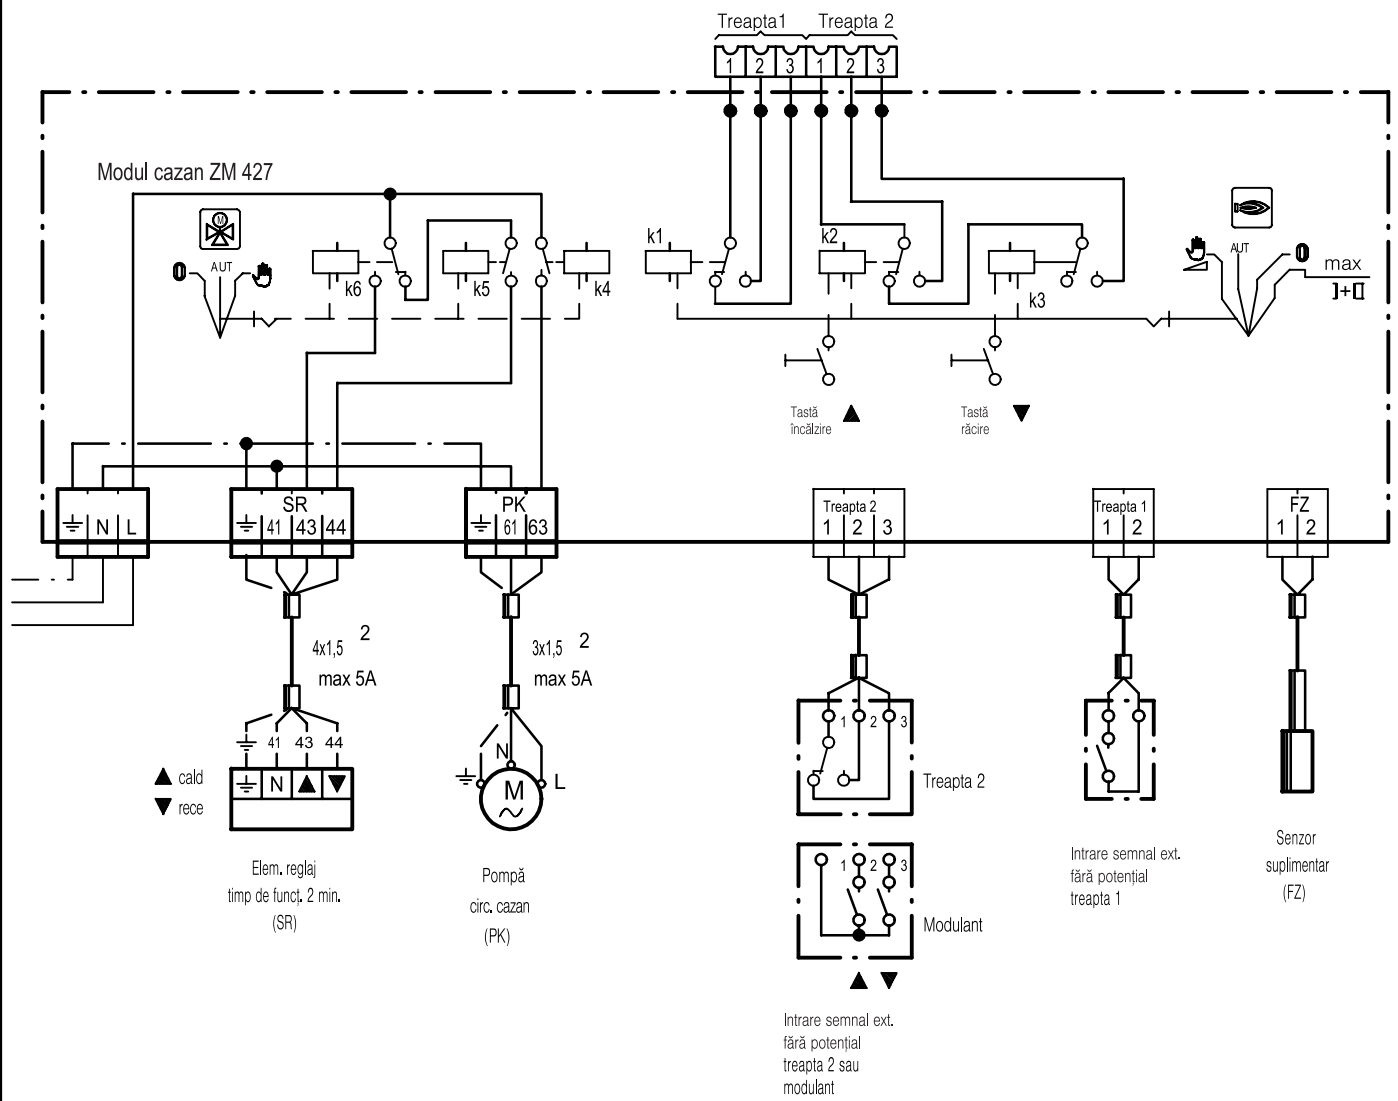 Treapta1 Treapta 2
1 2 3 1 2 3
Modul cazan ZM 427
M
0 AUT
k6 k5 k4
k1 k2 k3
AUT 0
max
]+[
Tastă
încălzire ▲
Tastă
răcire ▼
N L
SR
41 43 44
PK
61 63
Treapta 2
1 2 3
Treapta 1
1 2
FZ
1 2
4x1,5 2
max 5A
3x1,5 2
max 5A
41 43 44
N ▲ ▼
▲ cald
▼ rece
N
L
M
~
1 2 3
Treapta 2
1 2 3
Modulant
▲ ▼
Elem. reglaj
timp de funcţ. 2 min.
(SR)
Pompă
circ. cazan
(PK)
Intrare semnal ext.
fără potenţial
treapta 2 sau
modulant
Intrare semnal ext.
fără potenţial
treapta 1
Senzor
suplimentar
(FZ)